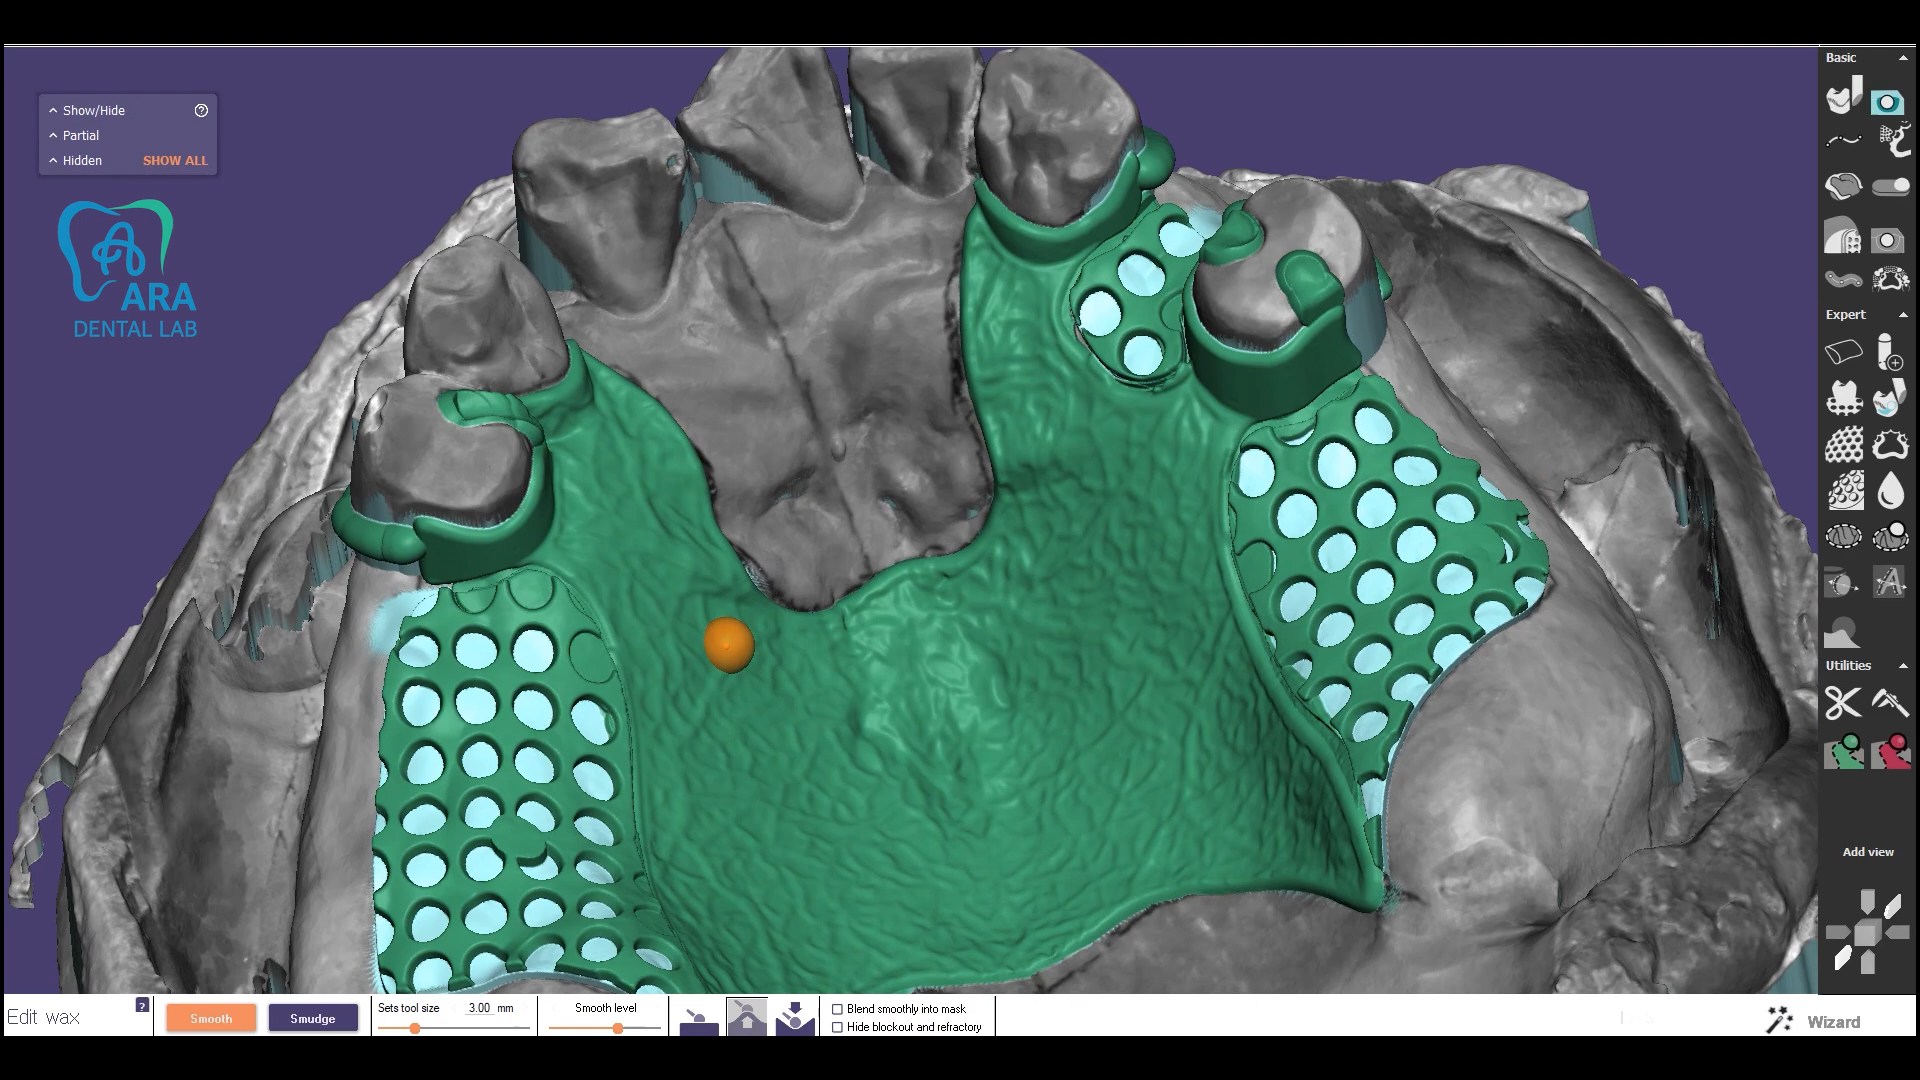 Show/Hide
Partial
Hidden SHOW ALL
ARA
DENTAL LAB
Basic
Expert
Utilities
Add view
Edit wax
?
Smooth
Smudge
Sets tool size 3.00 mm
Smooth level
Blend smoothly into mask
Hide blockout and refractory
Wizard